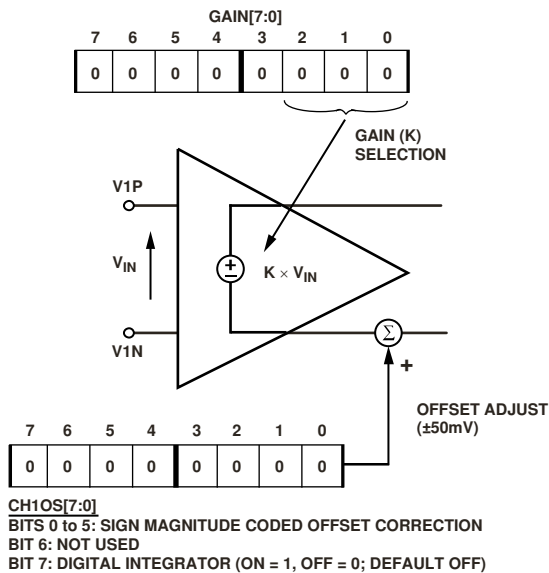 GAIN[7:0]
7 6 5 4 3 2 1 0
0 0 0 0 0 0 0 0
GAIN (K)
SELECTION
V1P
VIN
K × VIN
V1N
Σ
+
OFFSET ADJUST
(±50mV)
7 6 5 4 3 2 1 0
0 0 0 0 0 0 0 0
CH1OS[7:0]
BITS 0 to 5: SIGN MAGNITUDE CODED OFFSET CORRECTION
BIT 6: NOT USED
BIT 7: DIGITAL INTEGRATOR (ON = 1, OFF = 0; DEFAULT OFF)